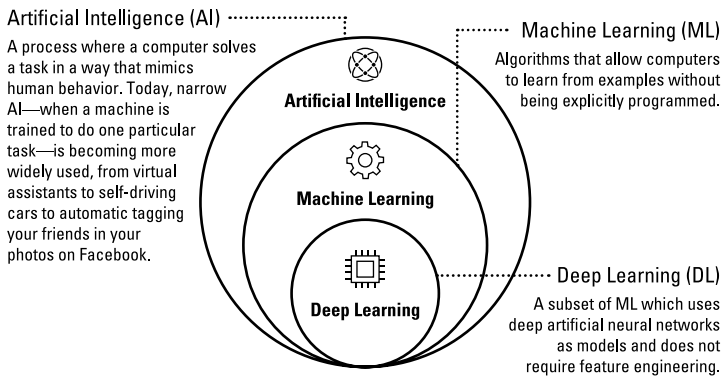 Artificial Intelligence (AI)
A process where a computer solves
a task in a way that mimics
human behavior. Today, narrow
AI—when a machine is
trained to do one particular
task—is becoming more
widely used, from virtual
assistants to self-driving
cars to automatic tagging
your friends in your
photos on Facebook.
Artificial Intelligence
Machine Learning
Deep Learning
Machine Learning (ML)
Algorithms that allow computers
to learn from examples without
being explicitly programmed.
Deep Learning (DL)
A subset of ML which uses
deep artificial neural networks
as models and does not
require feature engineering.